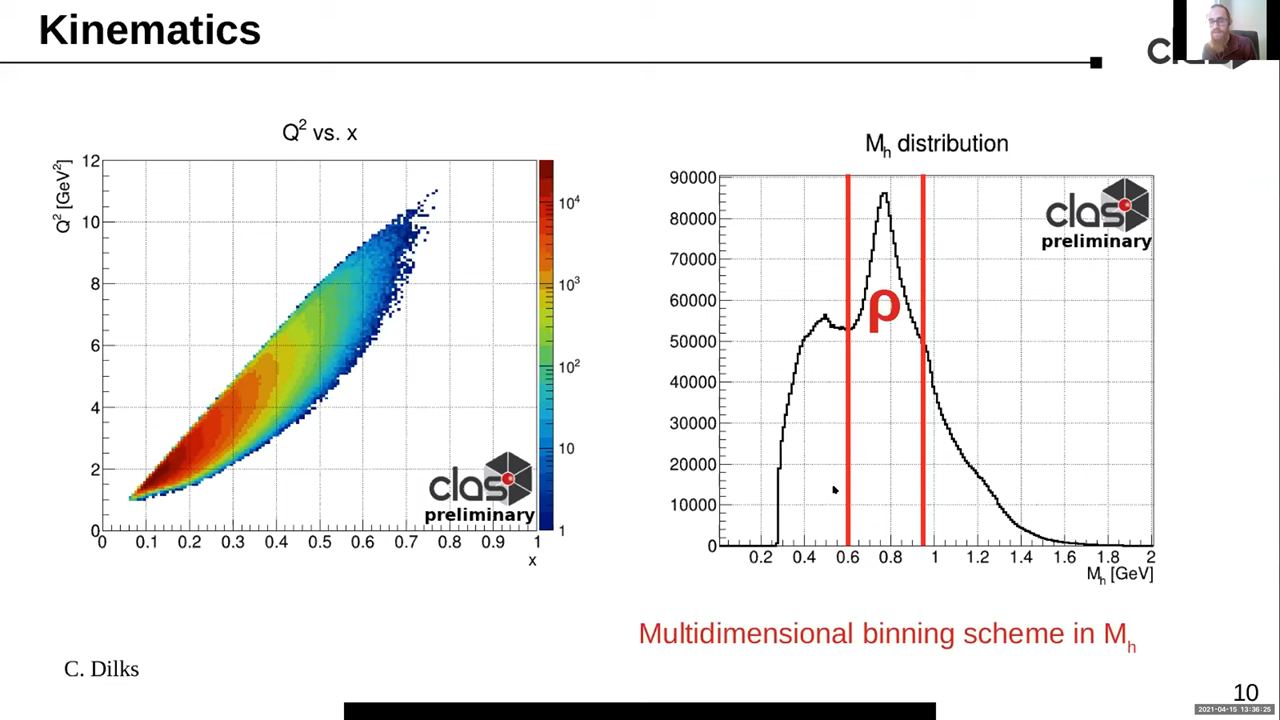 Kinematics
Q² vs. x
Q² [GeV²]
12
10
8
6
4
2
0
0 0.1 0.2 0.3 0.4 0.5 0.6 0.7 0.8 0.9 1
x
10⁴
10³
10²
10
1
clas
preliminary
M_h distribution
90000
80000
70000
60000
50000
40000
30000
20000
10000
0
0.2 0.4 0.6 0.8 1 1.2 1.4 1.6 1.8 2
M_h [GeV]
ρ
clas
preliminary
Multidimensional binning scheme in M_h
C. Dilks
10
2021-04-15 13:36:25